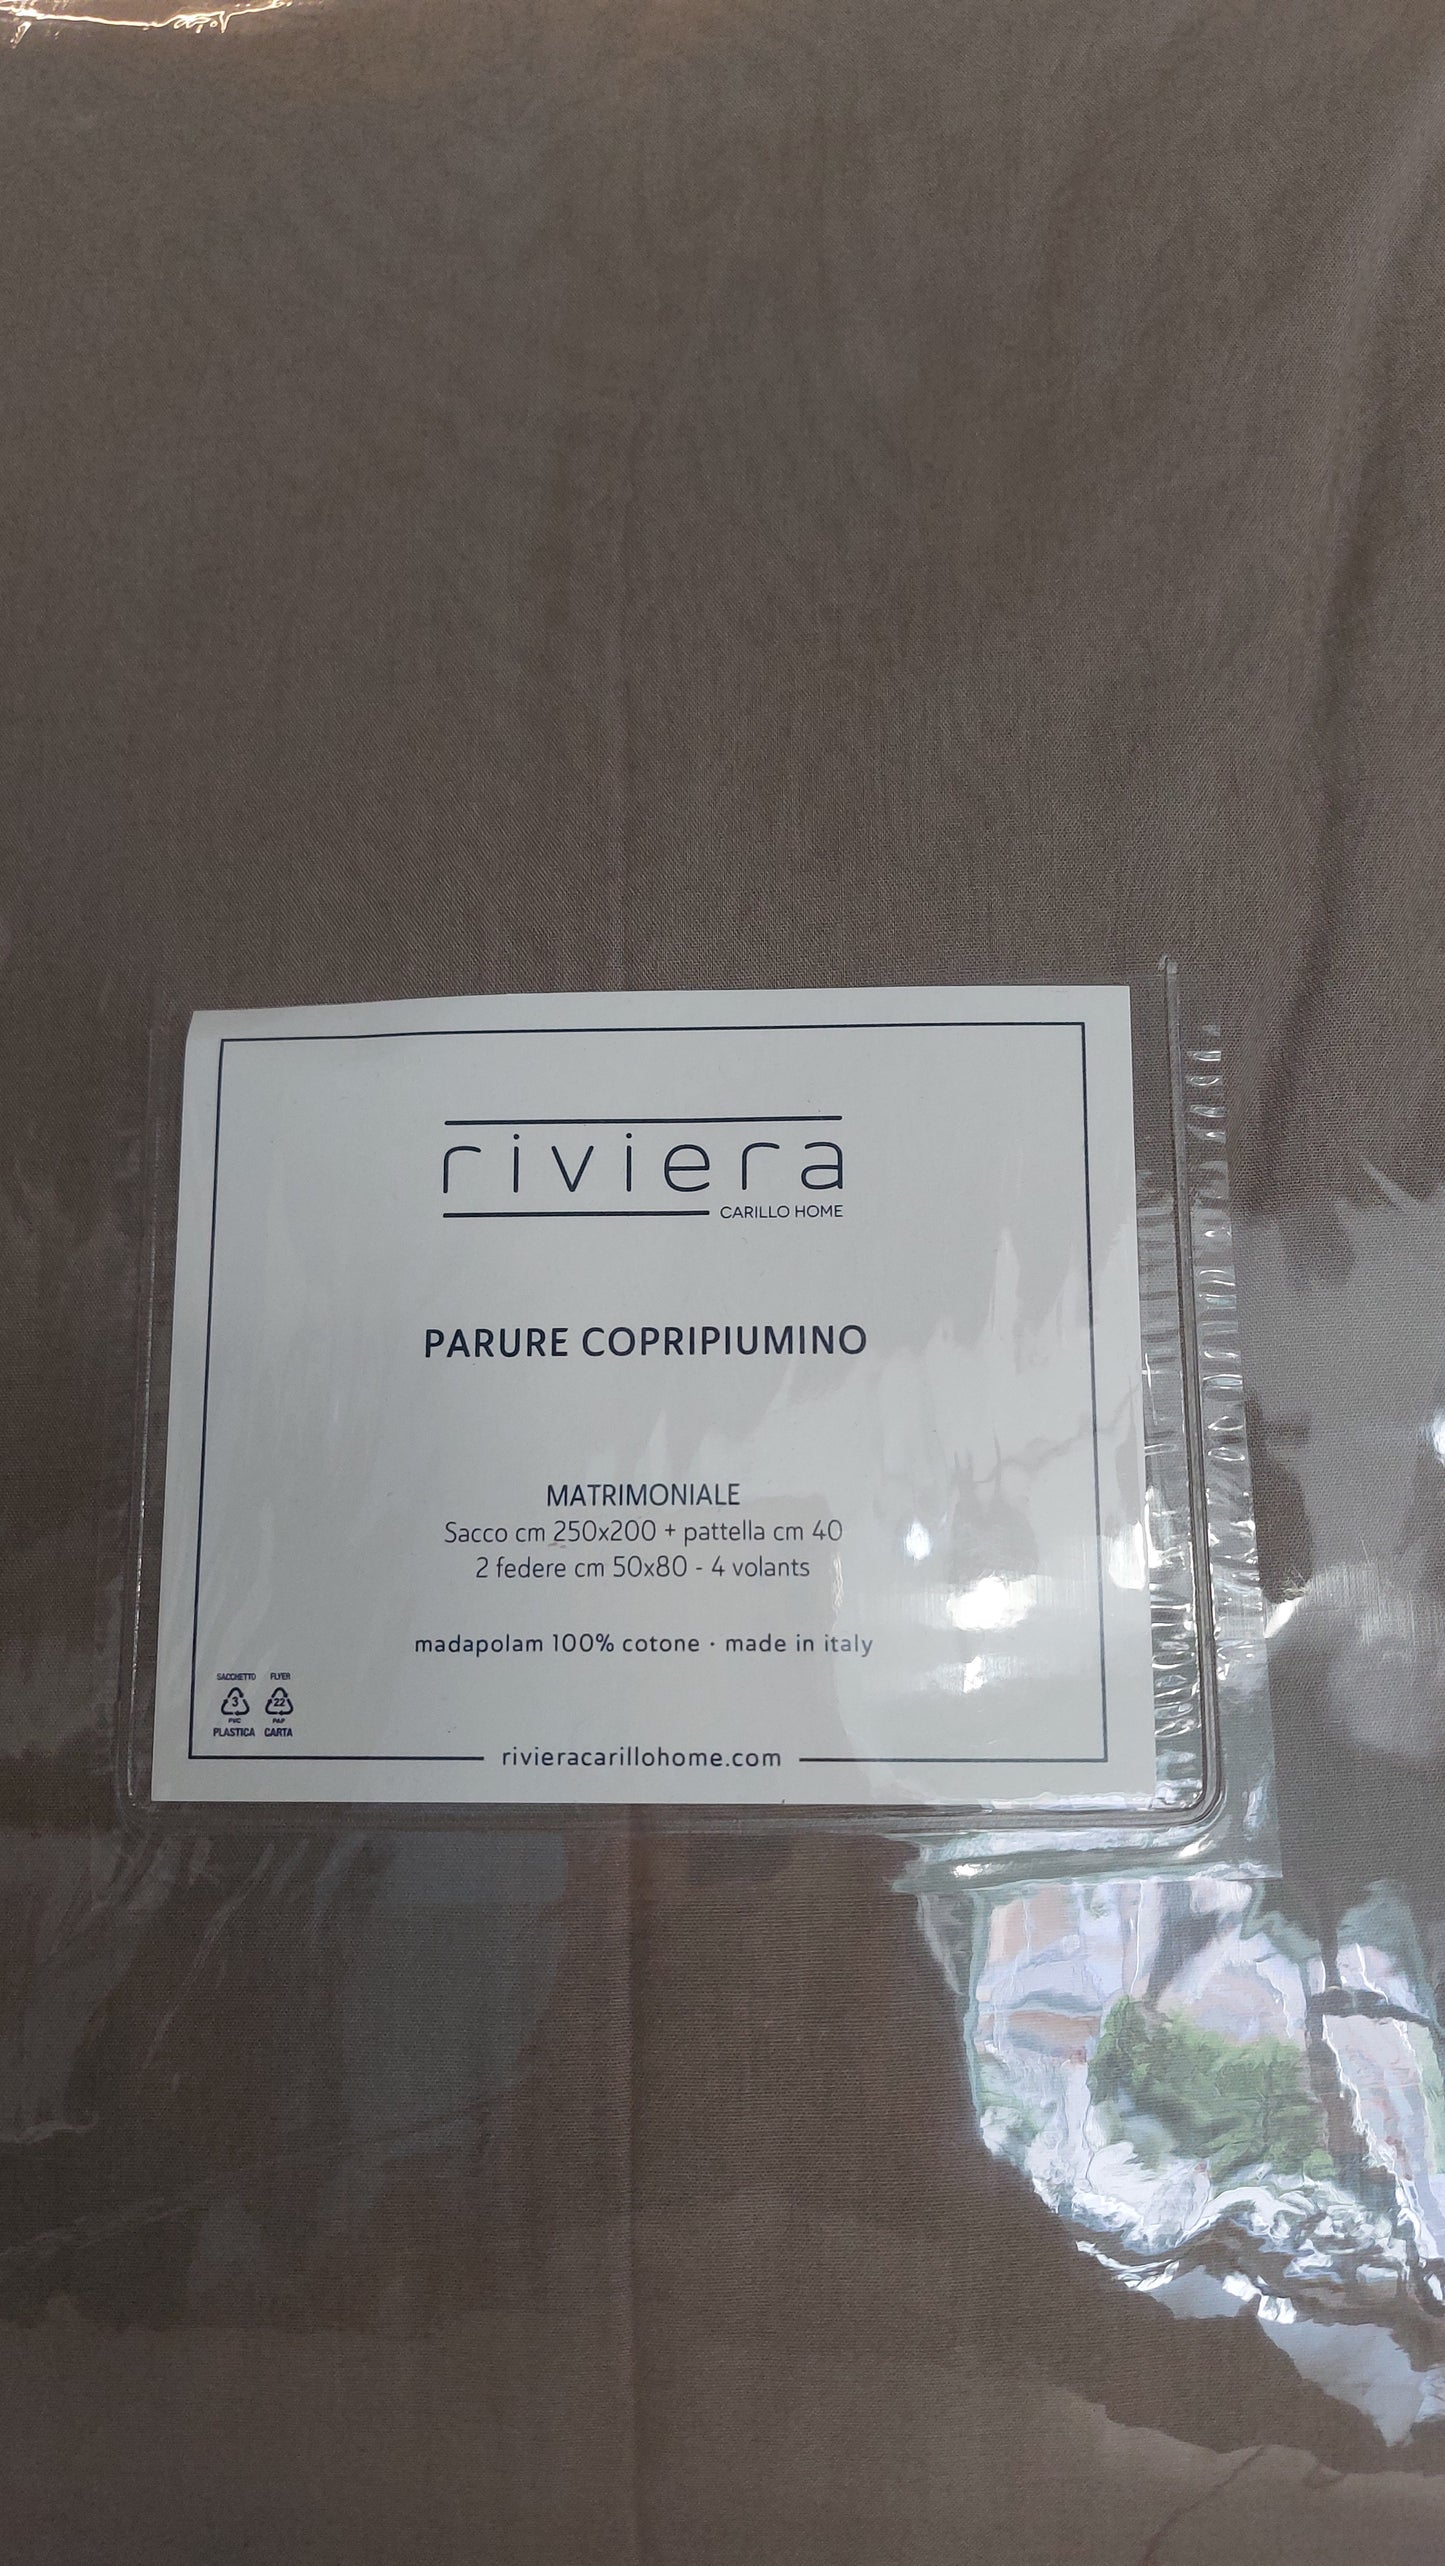 riviera
CARILLO HOME
PARURE COPRIPIUMINO
MATRIMONIALE
Sacco cm 250x200 + pattella cm 40
2 federe cm 50x80 - 4 volants
madapolam 100% cotone · made in italy
SACCHETTO FLYER
3 22
PVC PAP
PLASTICA CARTA
rivieracarillohome.com